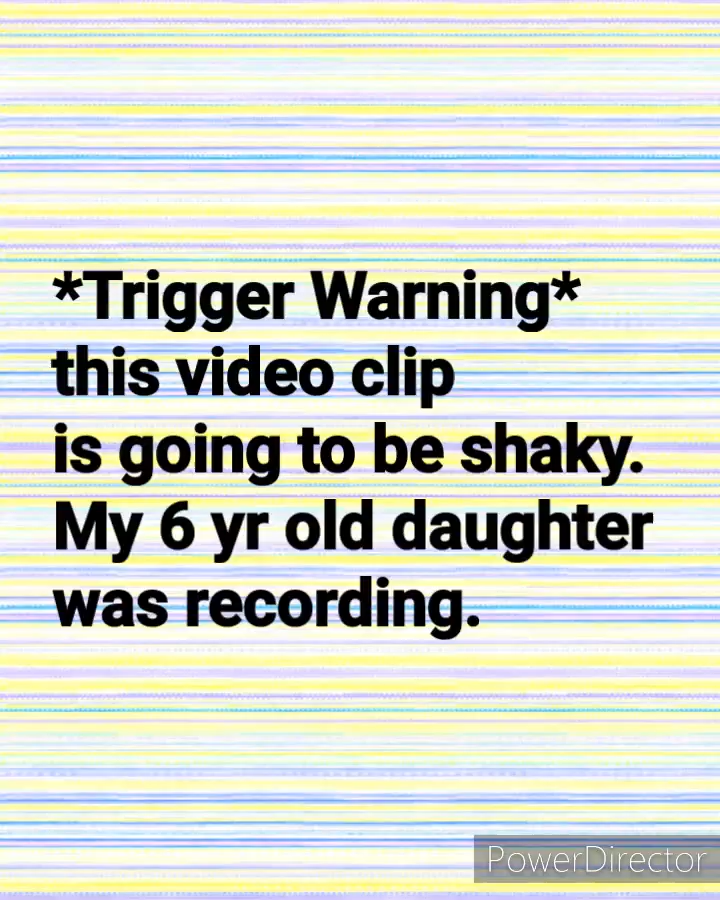 *Trigger Warning*
this video clip
is going to be shaky.
My 6 yr old daughter
was recording.
PowerDirector